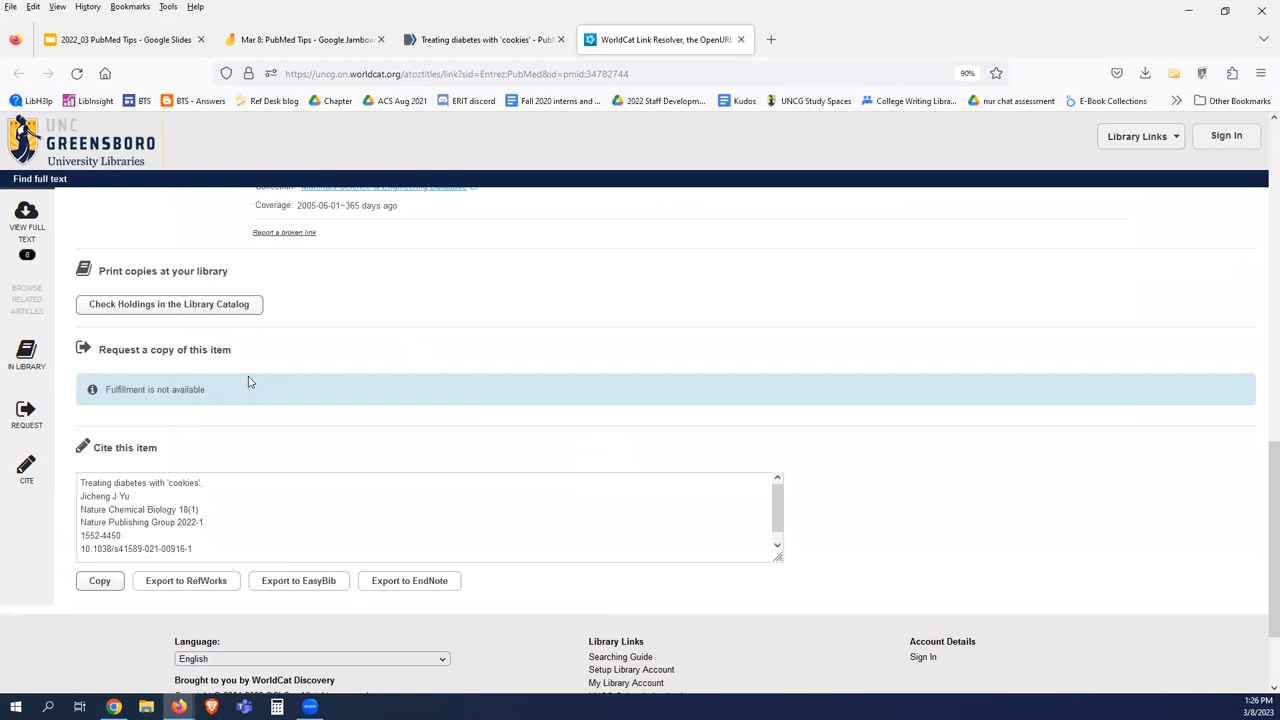 File Edit View History Bookmarks Tools Help
2022_03 PubMed Tips - Google Slides
Mar 8: PubMed Tips - Google Jamboa
Treating diabetes with 'cookies' - Pub
WorldCat Link Resolver, the OpenURL
https://uncg.on.worldcat.org/atoztitles/link?sid=Entrez:PubMed&id=pmid:34782744
90%
LibH3lp LibInsight BTS BTS - Answers Ref Desk blog Chapter ACS Aug 2021 ERIT discord Fall 2020 interns and ... 2022 Staff Developm... Kudos UNCG Study Spaces College Writing Libra... nur chat assessment E-Book Collections Other Bookmarks
UNC
GREENSBORO
University Libraries
Library Links
Sign In
Find full text
VIEW FULL
TEXT
8
BROWSE
RELATED
ARTICLES
IN LIBRARY
REQUEST
CITE
Collection: Materials Science & Engineering Database
Coverage: 2005-06-01~365 days ago
Report a broken link
Print copies at your library
Check Holdings in the Library Catalog
Request a copy of this item
Fulfillment is not available
Cite this item
Treating diabetes with 'cookies'.
Jicheng J Yu
Nature Chemical Biology 18(1)
Nature Publishing Group 2022-1
1552-4450
10.1038/s41589-021-00916-1
Copy
Export to RefWorks
Export to EasyBib
Export to EndNote
Language:
English
Brought to you by WorldCat Discovery
Library Links
Searching Guide
Setup Library Account
My Library Account
Account Details
Sign In
1:26 PM
3/8/2023